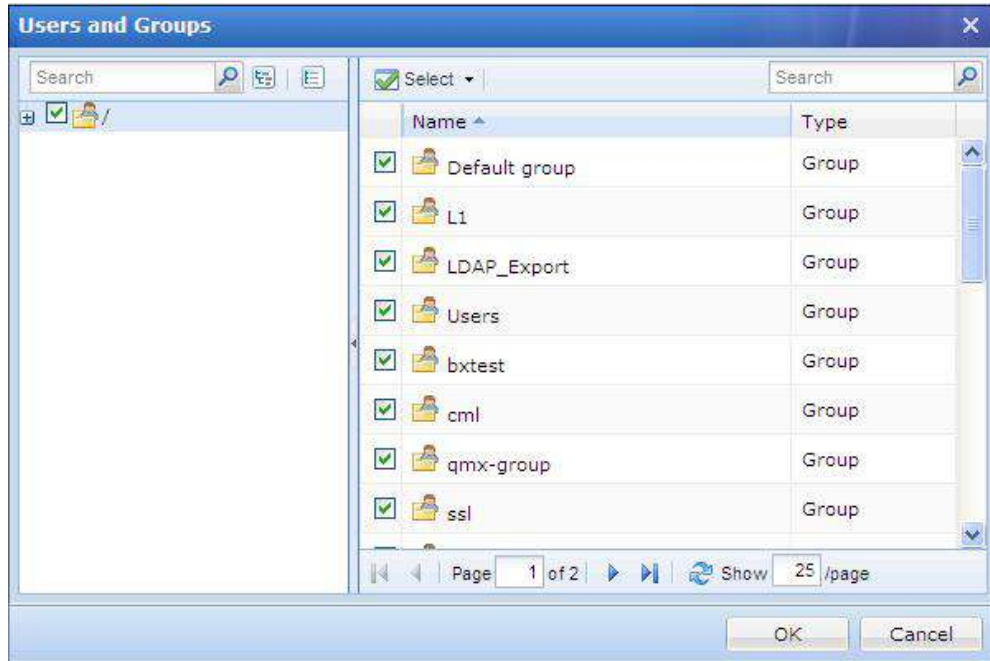 Users and Groups
Search
/
Select
Search
Name
Type
Default group
Group
L1
Group
LDAP_Export
Group
Users
Group
bxtest
Group
cml
Group
qmx-group
Group
ssl
Group
Page 1 of 2
Show 25 /page
OK
Cancel